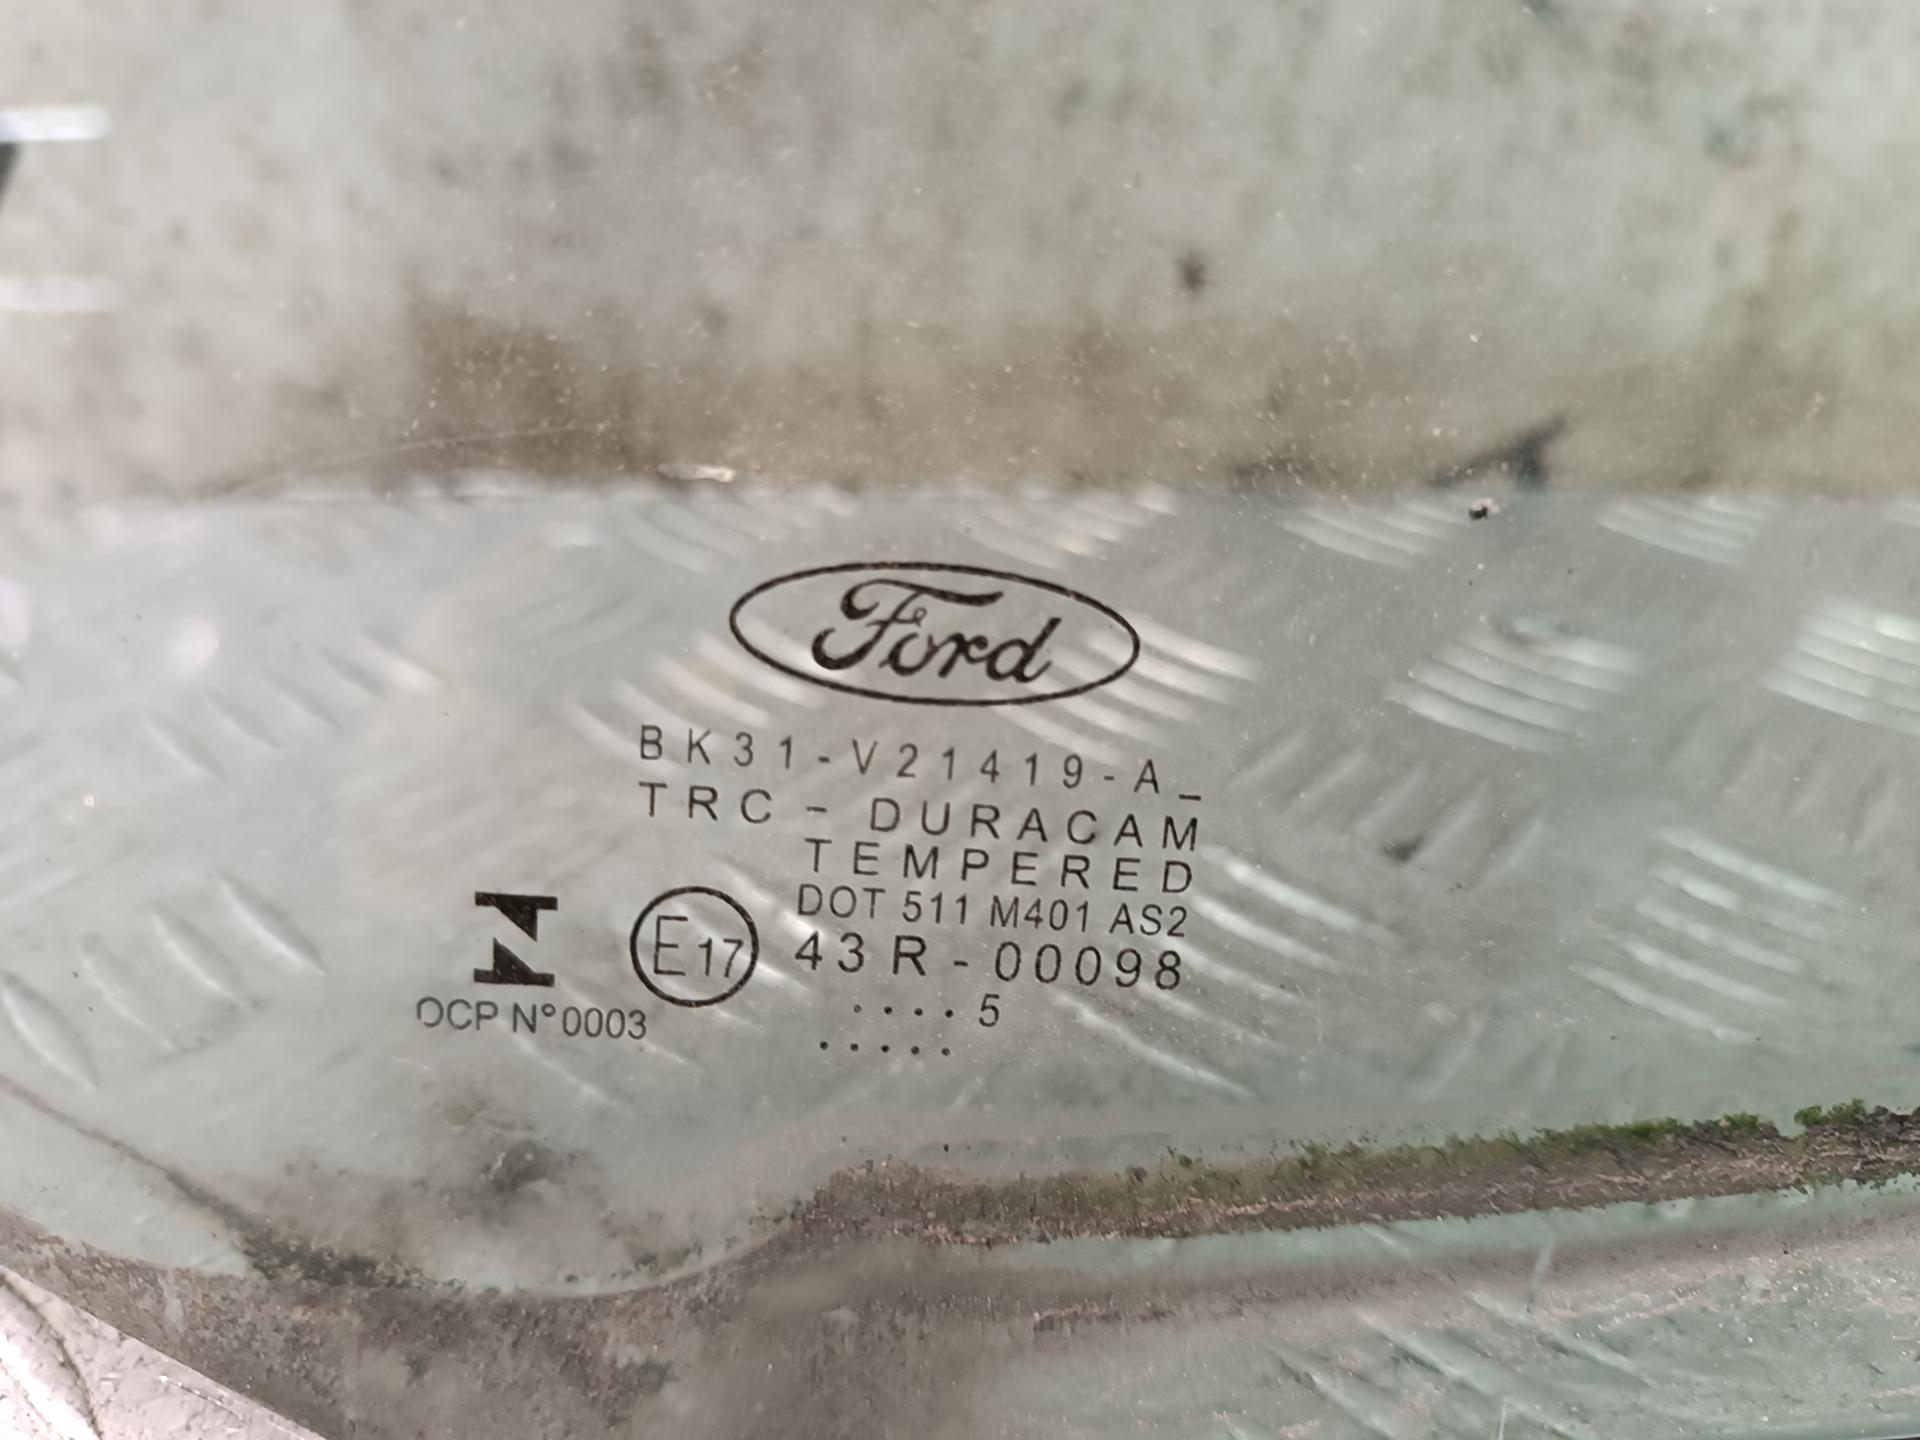 Ford
BK31-V21419-A_
TRC - DURACAM
TEMPERED
DOT 511 M401 AS2
E17 43R-00098
OCP N°0003
....5
.....